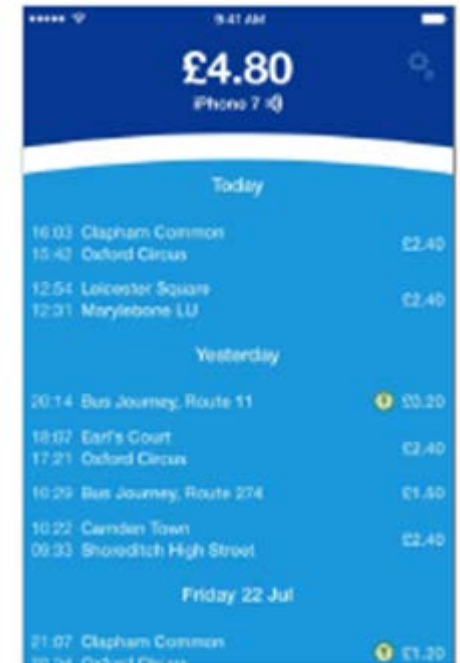 9:41 AM
£4.80
iPhone 7
Today
16:03 Clapham Common
15:42 Oxford Circus
£2.40
12:54 Leicester Square
12:31 Marylebone LU
£2.40
Yesterday
20:14 Bus Journey, Route 11
£0.20
18:07 Earl's Court
17:21 Oxford Circus
£2.40
10:29 Bus Journey, Route 274
£1.50
10:22 Camden Town
09:33 Shoreditch High Street
£2.40
Friday 22 Jul
21:07 Clapham Common
£1.20
Oxford Circus